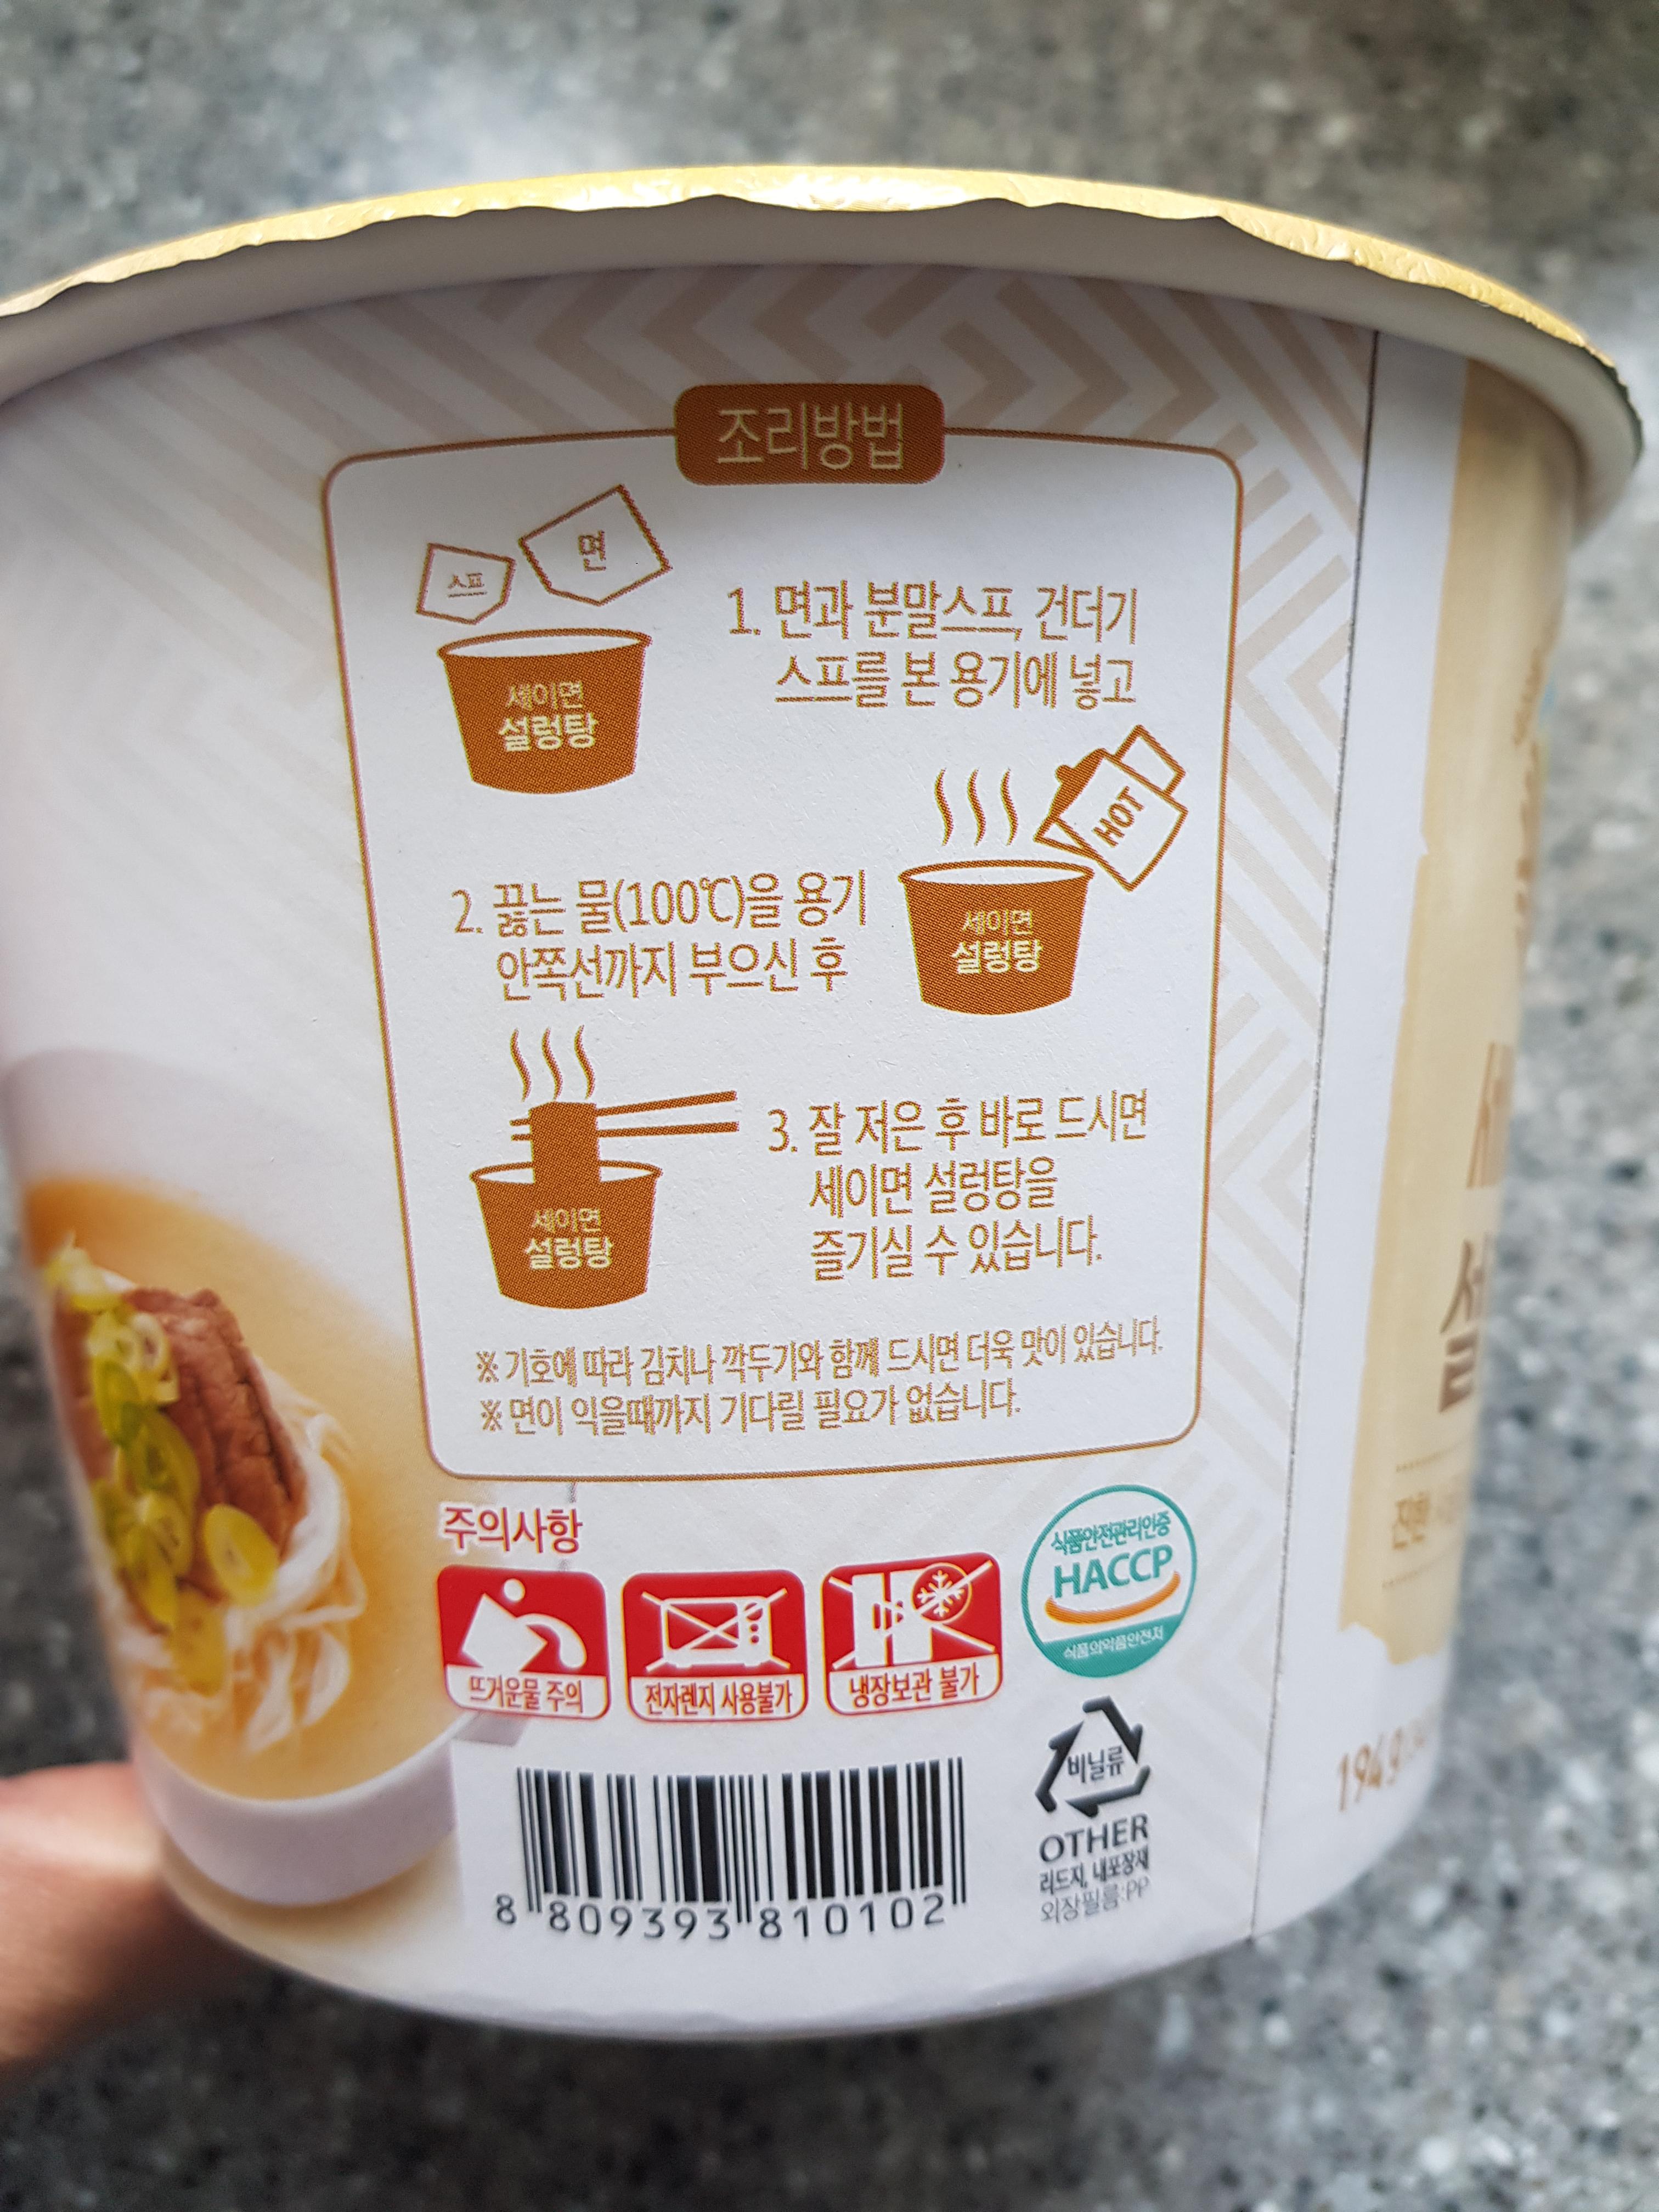 조리방법
스프
면
세이면
설렁탕
1. 면과 분말스프, 건더기
스프를 본 용기에 넣고
HOT
세이면
설렁탕
2. 끓는 물(100℃)을 용기
안쪽선까지 부으신 후
세이면
설렁탕
3. 잘 저은 후 바로 드시면
세이면 설렁탕을
즐기실 수 있습니다.
※ 기호에 따라 김치나 깍두기와 함께 드시면 더욱 맛이 있습니다.
※ 면이 익을때까지 기다릴 필요가 없습니다.
주의사항
뜨거운물 주의
전자렌지 사용불가
냉장보관 불가
식품안전관리인증
HACCP
식품의약품안전처
비닐류
OTHER
리드지, 내포장재
외장필름:PP
8 809393 810102
진한